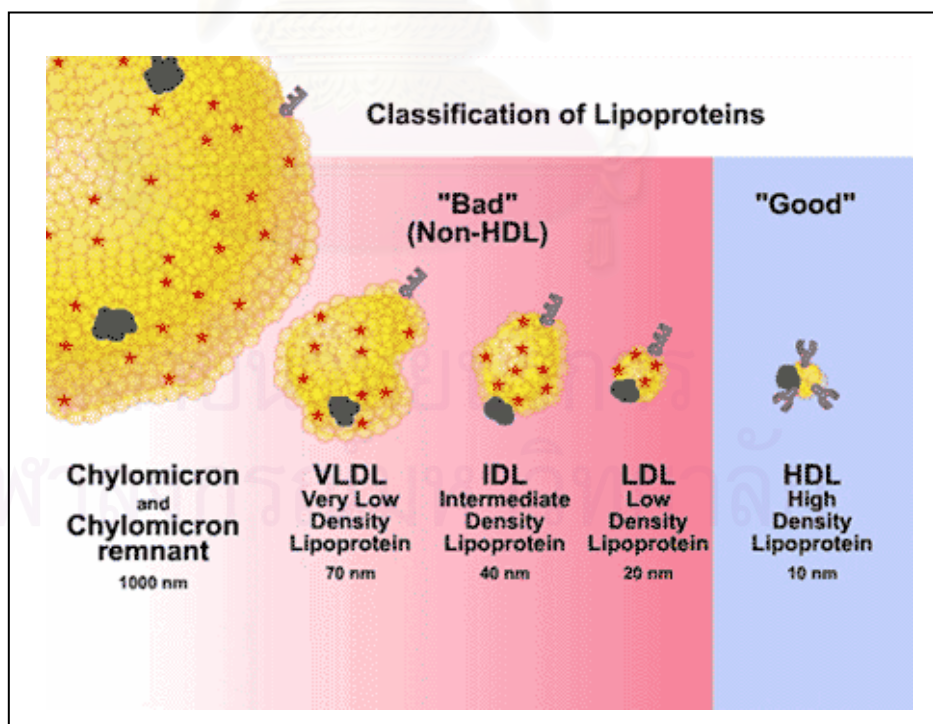 Classification of Lipoproteins
"Bad"
(Non-HDL)
"Good"
Chylomicron
and
Chylomicron
remnant
1000 nm
VLDL
Very Low
Density
Lipoprotein
70 nm
IDL
Intermediate
Density
Lipoprotein
40 nm
LDL
Low
Density
Lipoprotein
20 nm
HDL
High
Density
Lipoprotein
10 nm